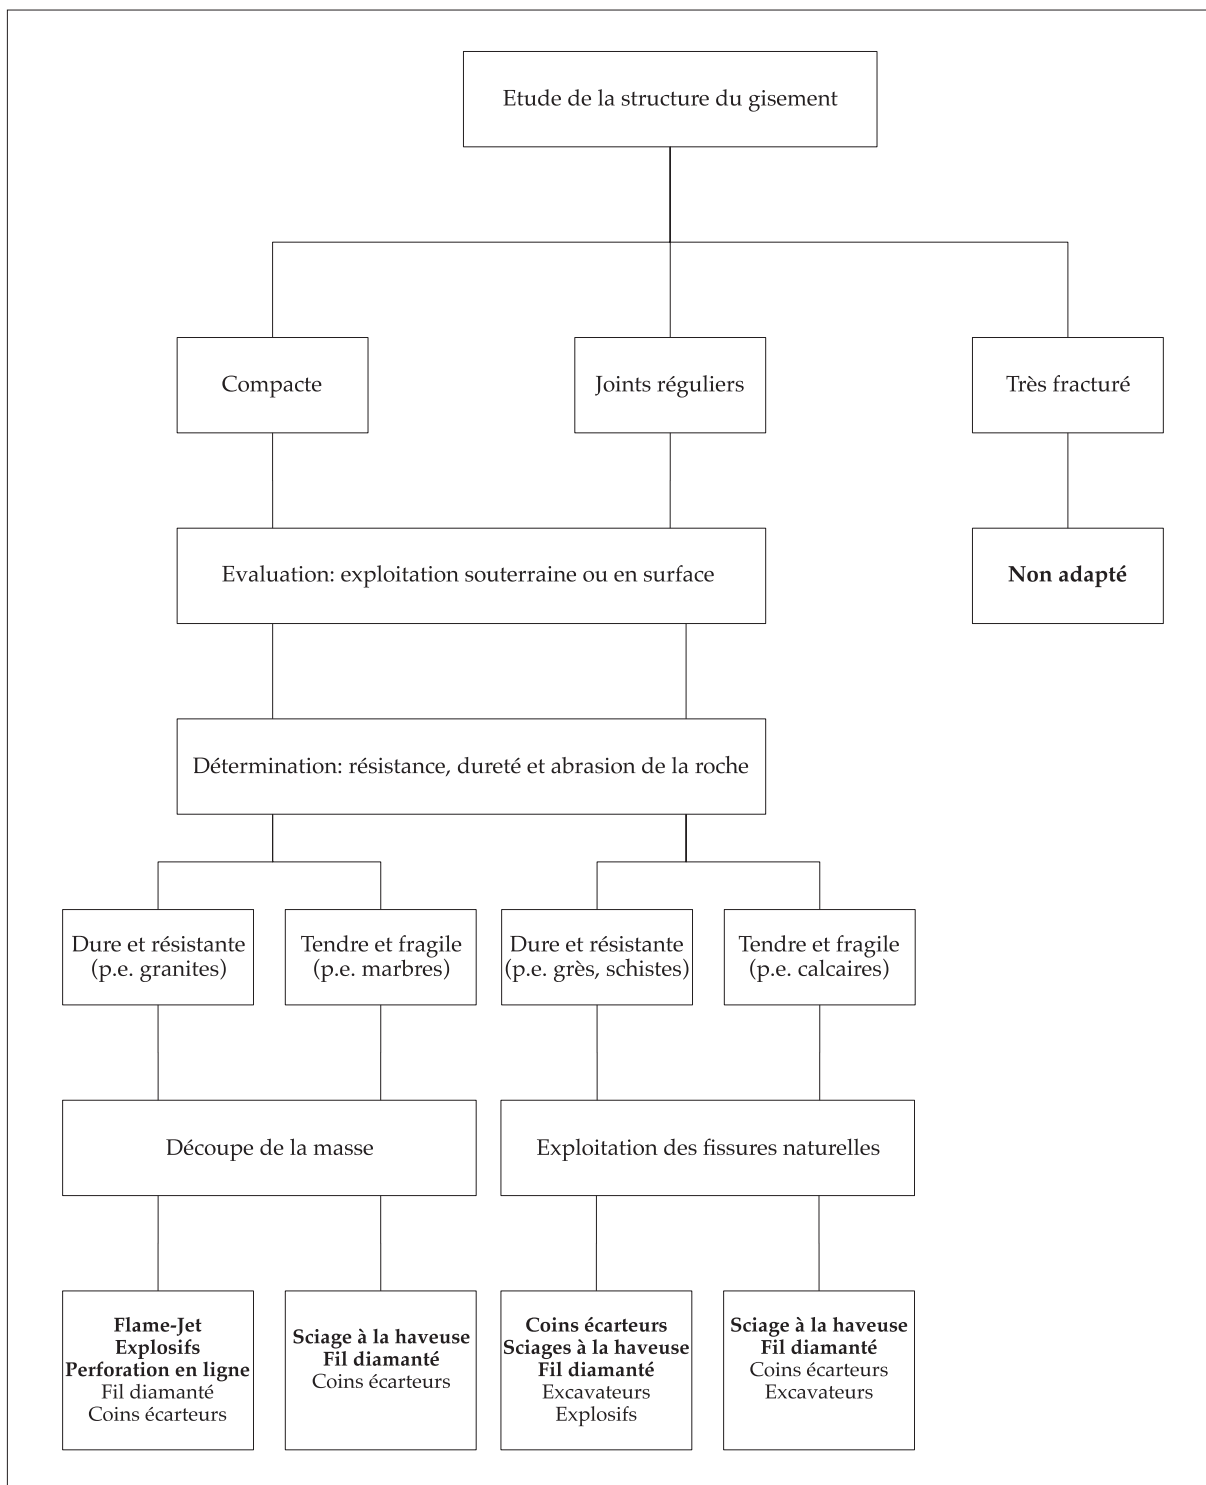 Etude de la structure du gisement
Compacte
Joints réguliers
Très fracturé
Evaluation: exploitation souterraine ou en surface
Non adapté
Détermination: résistance, dureté et abrasion de la roche
Dure et résistante
(p.e. granites)
Tendre et fragile
(p.e. marbres)
Dure et résistante
(p.e. grès, schistes)
Tendre et fragile
(p.e. calcaires)
Découpe de la masse
Exploitation des fissures naturelles
Flame-Jet
Explosifs
Perforation en ligne
Fil diamanté
Coins écarteurs
Sciage à la haveuse
Fil diamanté
Coins écarteurs
Coins écarteurs
Sciages à la haveuse
Fil diamanté
Excavateurs
Explosifs
Sciage à la haveuse
Fil diamanté
Coins écarteurs
Excavateurs